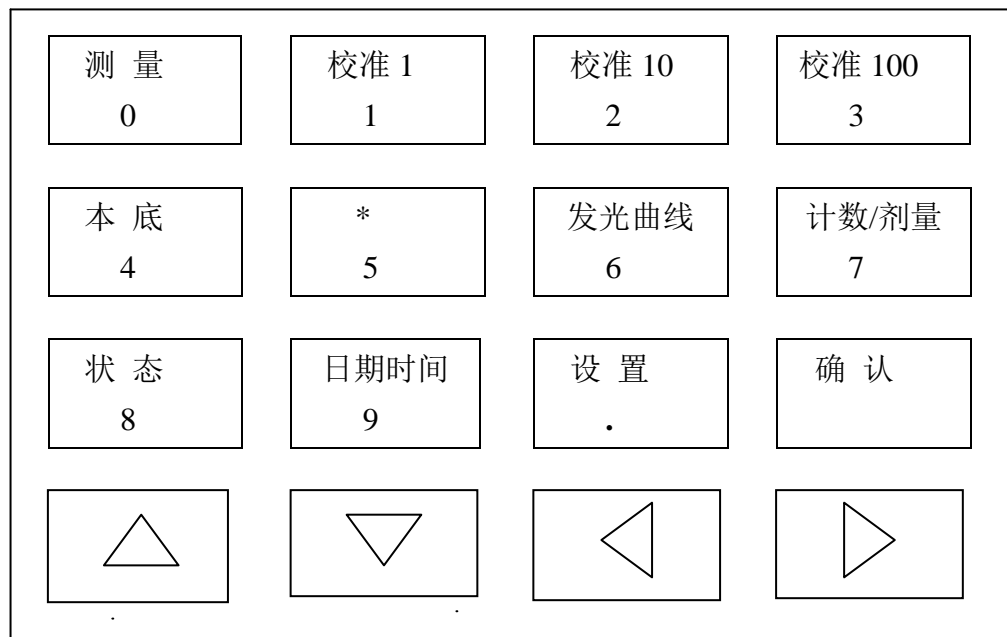 测 量 校准 1 校准 10 校准 100
0 1 2 3
本 底 * 发光曲线 计数/剂量
4 5 6 7
状 态 日期时间 设 置 确 认
8 9 .